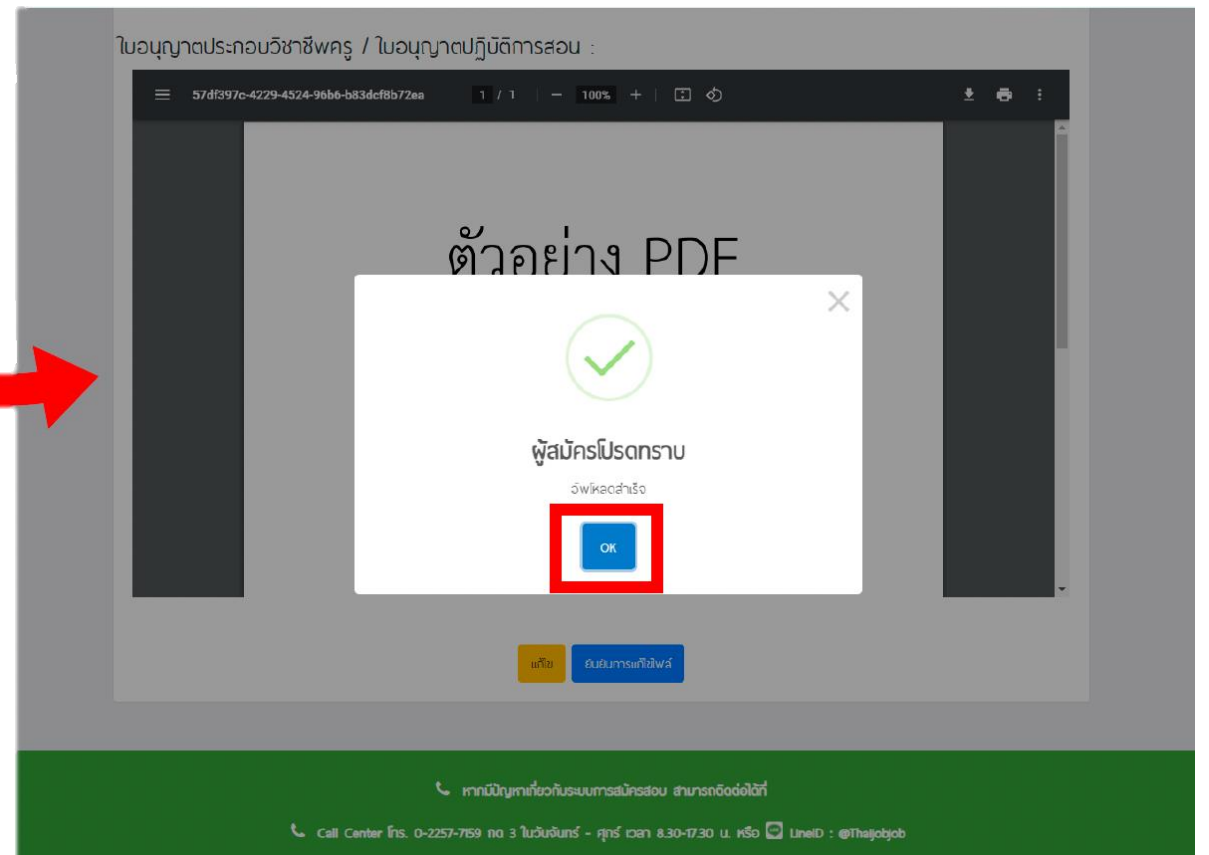 ใบอนุญาตประกอบวิชาชีพครู / ใบอนุญาตปฏิบัติการสอน :
57df397c-4229-4524-96b6-b83dcf8b72ea 1 / 1 − 100% +
ตัวอย่าง PDF
ผู้สมัครโปรดทราบ
อัพโหลดสำเร็จ
OK
แก้ไข ยืนยันการแก้ไขไฟล์
หากมีปัญหาเกี่ยวกับระบบการสมัครสอบ สามารถติดต่อได้ที่
Call Center โทร. 0-2257-7159 กด 3 ในวันจันทร์ - ศุกร์ เวลา 8.30-17.30 น. หรือ LineID : @Thaijobjob